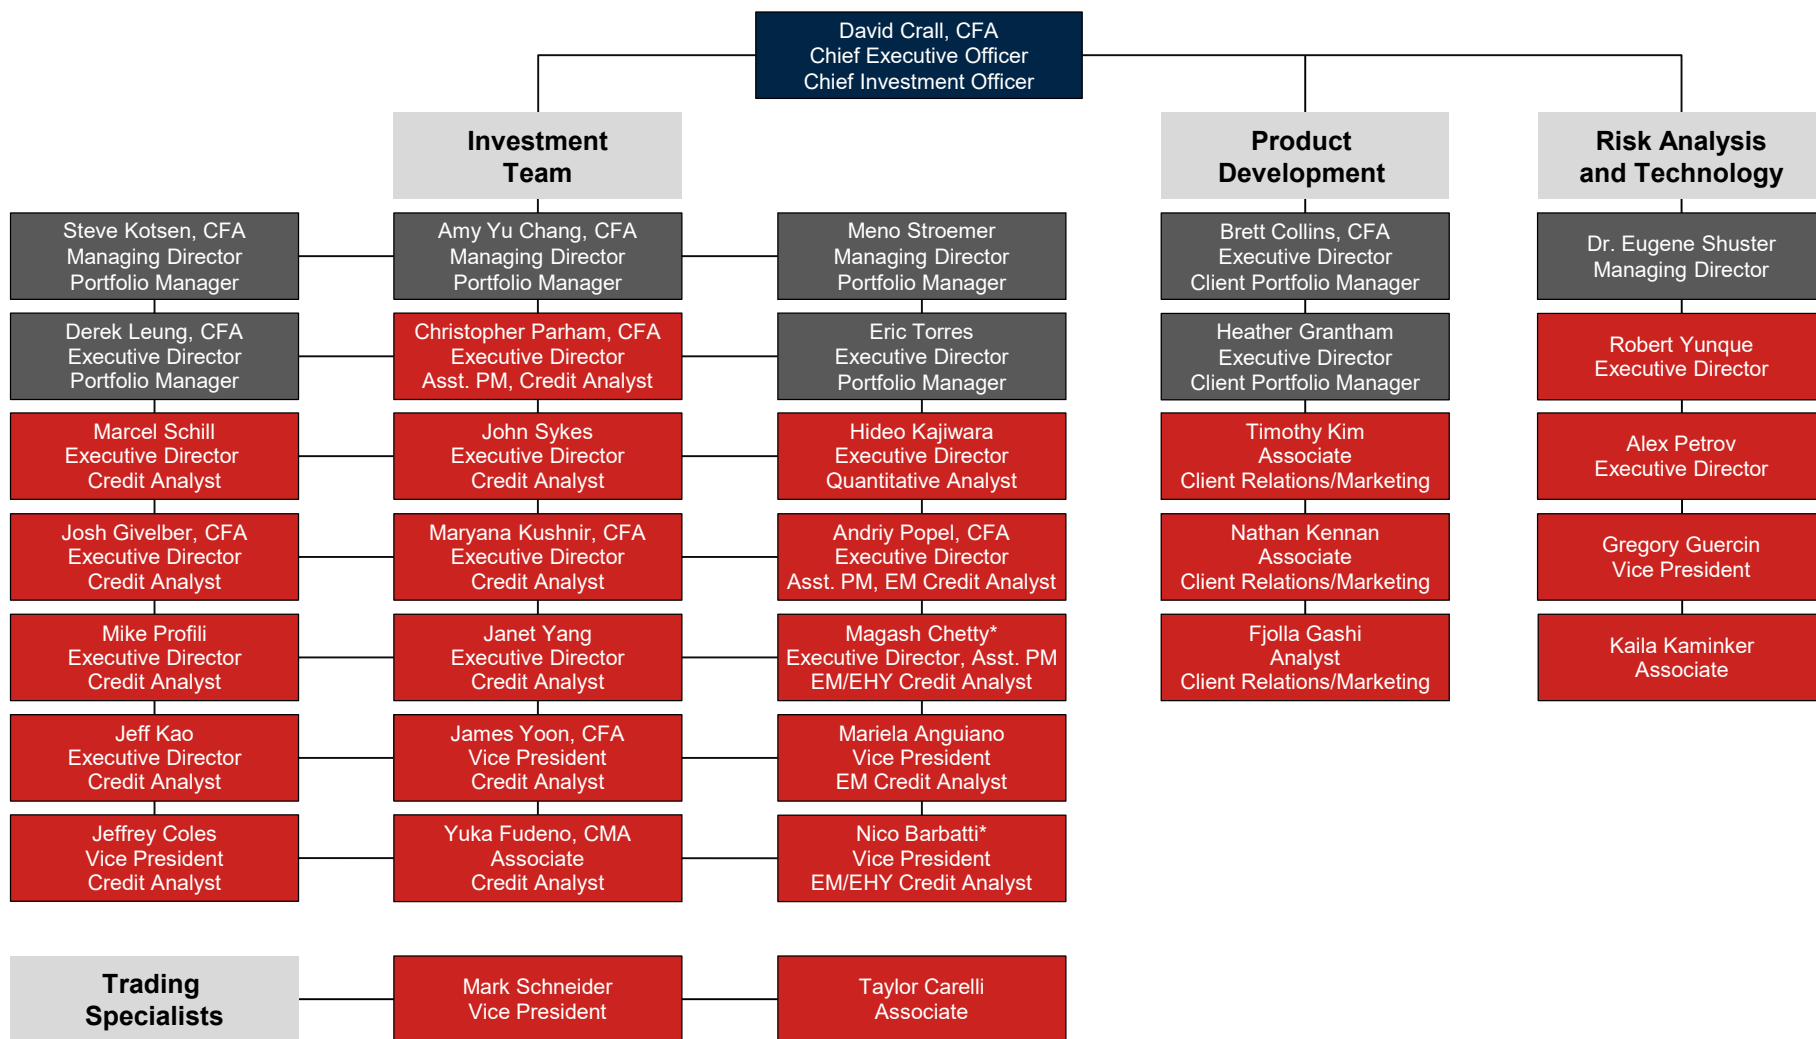 David Crall, CFA
Chief Executive Officer
Chief Investment Officer
Investment
Team
Product
Development
Risk Analysis
and Technology
Steve Kotsen, CFA
Managing Director
Portfolio Manager
Amy Yu Chang, CFA
Managing Director
Portfolio Manager
Meno Stroemer
Managing Director
Portfolio Manager
Brett Collins, CFA
Executive Director
Client Portfolio Manager
Dr. Eugene Shuster
Managing Director
Derek Leung, CFA
Executive Director
Portfolio Manager
Christopher Parham, CFA
Executive Director
Asst. PM, Credit Analyst
Eric Torres
Executive Director
Portfolio Manager
Heather Grantham
Executive Director
Client Portfolio Manager
Robert Yunque
Executive Director
Marcel Schill
Executive Director
Credit Analyst
John Sykes
Executive Director
Credit Analyst
Hideo Kajiwara
Executive Director
Quantitative Analyst
Timothy Kim
Associate
Client Relations/Marketing
Alex Petrov
Executive Director
Josh Givelber, CFA
Executive Director
Credit Analyst
Maryana Kushnir, CFA
Executive Director
Credit Analyst
Andriy Popel, CFA
Executive Director
Asst. PM, EM Credit Analyst
Nathan Kennan
Associate
Client Relations/Marketing
Gregory Guercin
Vice President
Mike Profili
Executive Director
Credit Analyst
Janet Yang
Executive Director
Credit Analyst
Magash Chetty*
Executive Director, Asst. PM
EM/EHY Credit Analyst
Fjolla Gashi
Analyst
Client Relations/Marketing
Kaila Kaminker
Associate
Jeff Kao
Executive Director
Credit Analyst
James Yoon, CFA
Vice President
Credit Analyst
Mariela Anguiano
Vice President
EM Credit Analyst
Jeffrey Coles
Vice President
Credit Analyst
Yuka Fudeno, CMA
Associate
Credit Analyst
Nico Barbatti*
Vice President
EM/EHY Credit Analyst
Trading
Specialists
Mark Schneider
Vice President
Taylor Carelli
Associate